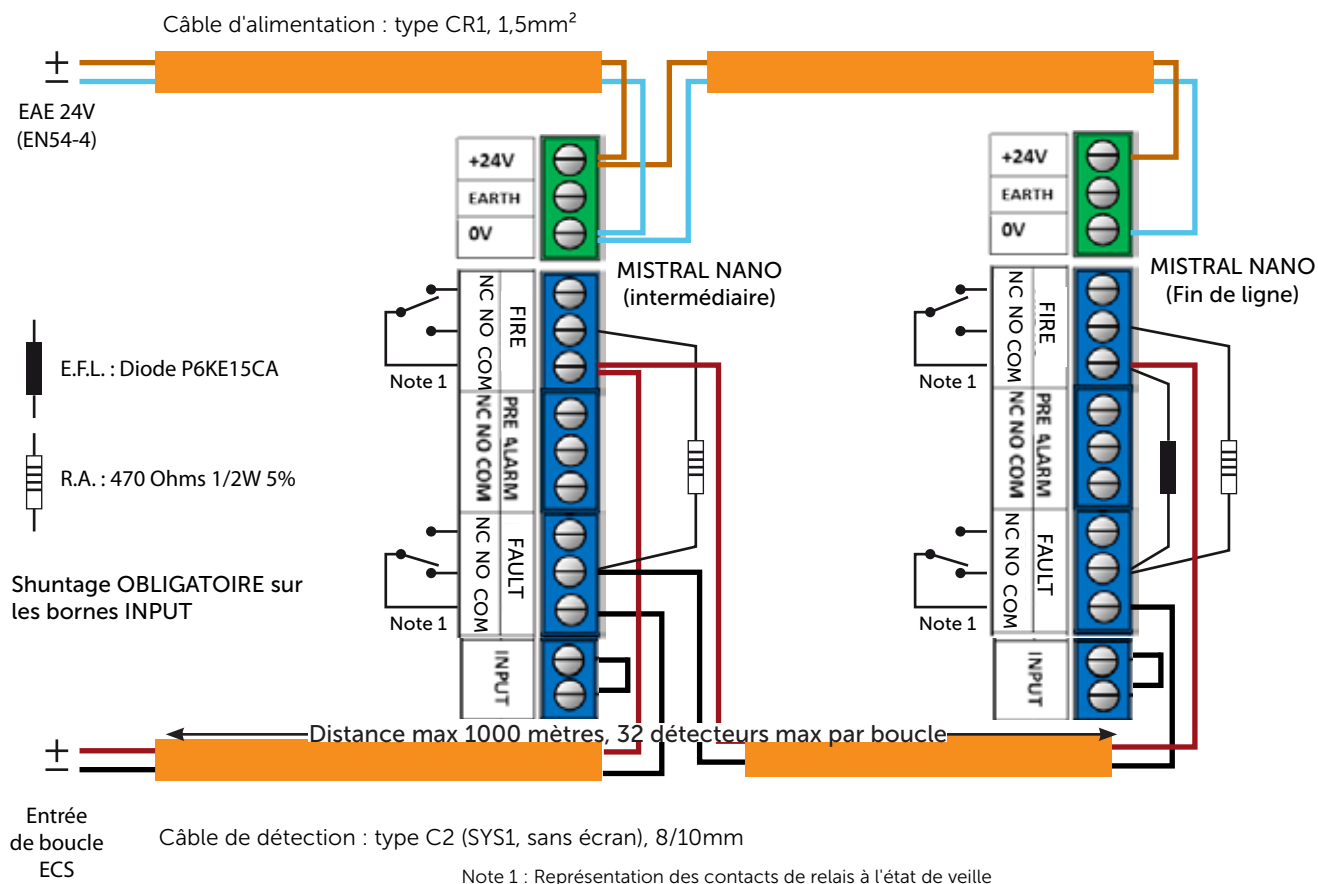 Câble d'alimentation : type CR1, 1,5mm²
+
−
EAE 24V
(EN54-4)
+24V
EARTH
0V
+24V
EARTH
0V
MISTRAL NANO
(intermédiaire)
MISTRAL NANO
(Fin de ligne)
NC NO COM
FIRE
NC NO COM
FIRE
Note 1
Note 1
E.F.L. : Diode P6KE15CA
NC NO COM
PRE ALARM
NC NO COM
PRE ALARM
R.A. : 470 Ohms 1/2W 5%
NC NO COM
FAULT
NC NO COM
FAULT
Shuntage OBLIGATOIRE sur
les bornes INPUT
Note 1
Note 1
INPUT
INPUT
Distance max 1000 mètres, 32 détecteurs max par boucle
+
−
Entrée
de boucle
ECS
Câble de détection : type C2 (SYS1, sans écran), 8/10mm
Note 1 : Représentation des contacts de relais à l'état de veille